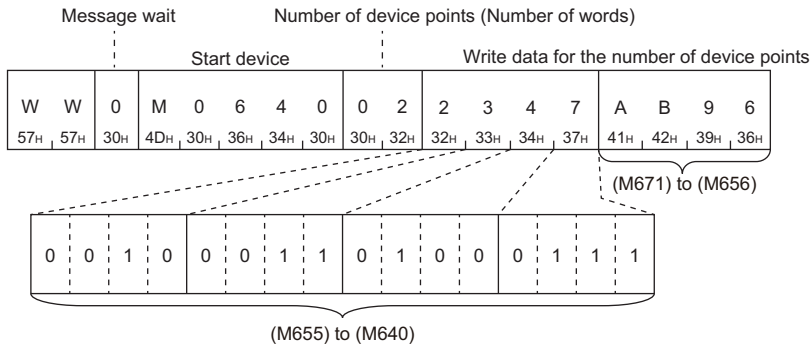 Message wait Number of device points (Number of words)
Start device Write data for the number of device points
W W 0 M 0 6 4 0 0 2 2 3 4 7 A B 9 6
57H 57H 30H 4DH 30H 36H 34H 30H 30H 32H 32H 33H 34H 37H 41H 42H 39H 36H
(M671) to (M656)
0 0 1 0 0 0 1 1 0 1 0 0 0 1 1 1
(M655) to (M640)